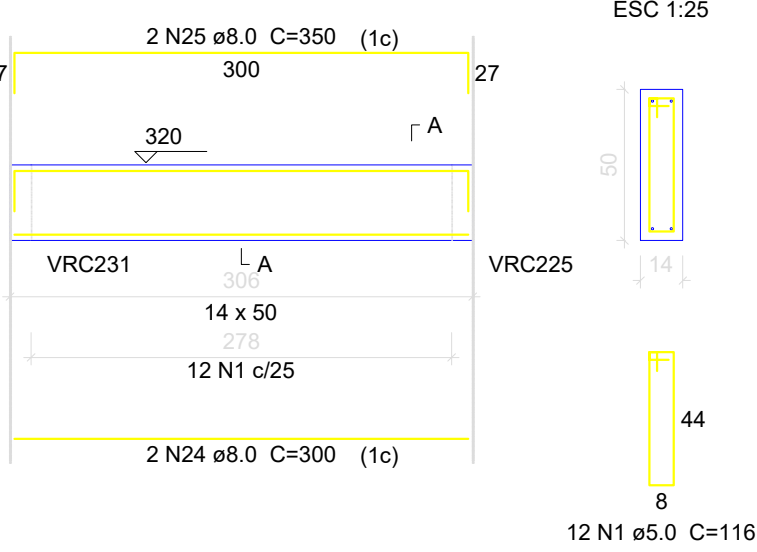 ESC 1:25
2 N25 ø8.0 C=350 (1c)
300
7
27
A
320
50
VRC231
A
VRC225
14
306
14 x 50
278
12 N1 c/25
44
2 N24 ø8.0 C=300 (1c)
8
12 N1 ø5.0 C=116